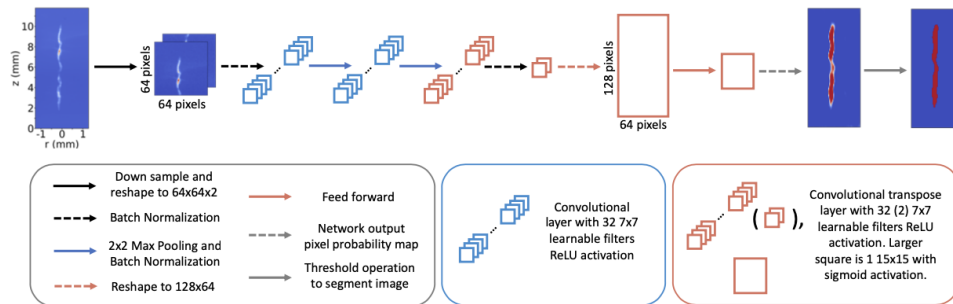 10
8
6
4
2
0
z (mm)
-1 0 1
r (mm)
64 pixels
64 pixels
128 pixels
64 pixels
Down sample and
reshape to 64x64x2
Batch Normalization
2x2 Max Pooling and
Batch Normalization
Reshape to 128x64
Feed forward
Network output
pixel probability map
Threshold operation
to segment image
Convolutional
layer with 32 7x7
learnable filters
ReLU activation
( ),
Convolutional transpose
layer with 32 (2) 7x7
learnable filters ReLU
activation. Larger
square is 1 15x15 with
sigmoid activation.